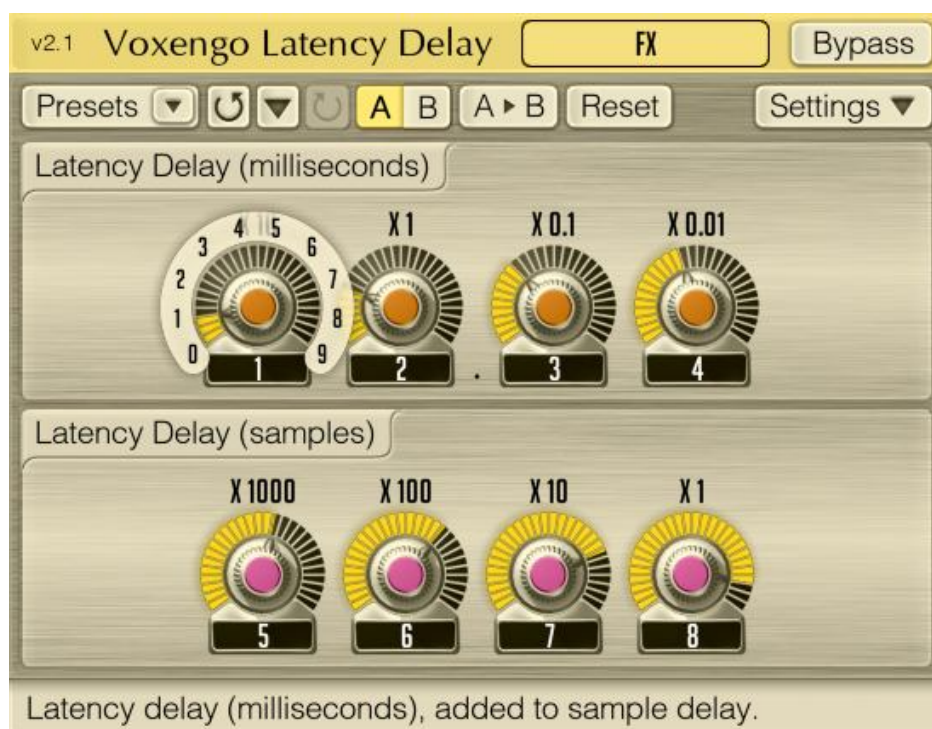 v2.1 Voxengo Latency Delay FX Bypass
Presets A B A ▸ B Reset Settings
Latency Delay (milliseconds)
X 1 X 0.1 X 0.01
0 1 2 3 4 5 6 7 8 9
1 2 . 3 4
Latency Delay (samples)
X 1000 X 100 X 10 X 1
5 6 7 8
Latency delay (milliseconds), added to sample delay.